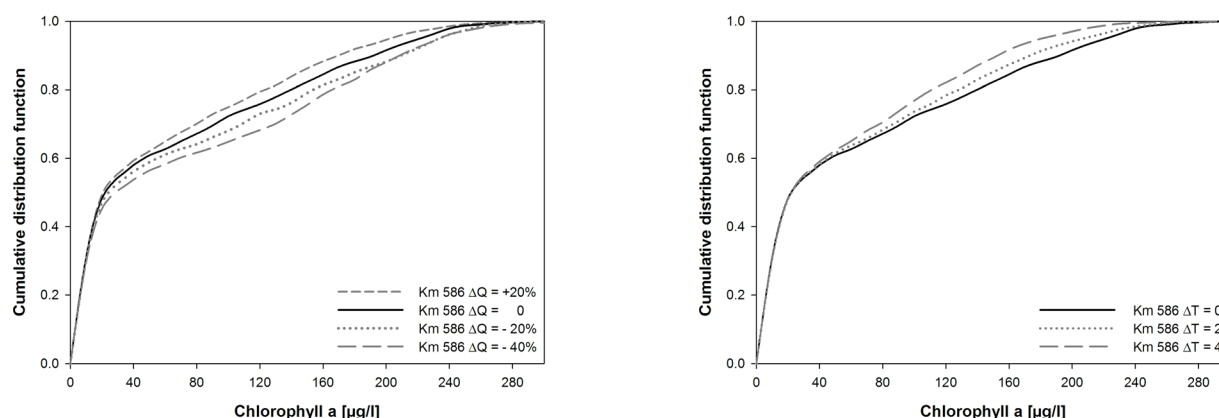 Cumulative distribution function
1.0
0.8
0.6
0.4
0.2
0.0
Km 586 ΔQ = +20%
Km 586 ΔQ = 0
Km 586 ΔQ = - 20%
Km 586 ΔQ = - 40%
0 40 80 120 160 200 240 280
Chlorophyll a [µg/l]
Cumulative distribution function
1.0
0.8
0.6
0.4
0.2
0.0
Km 586 ΔT = 0
Km 586 ΔT = 2
Km 586 ΔT = 4
0 40 80 120 160 200 240 280
Chlorophyll a [µg/l]